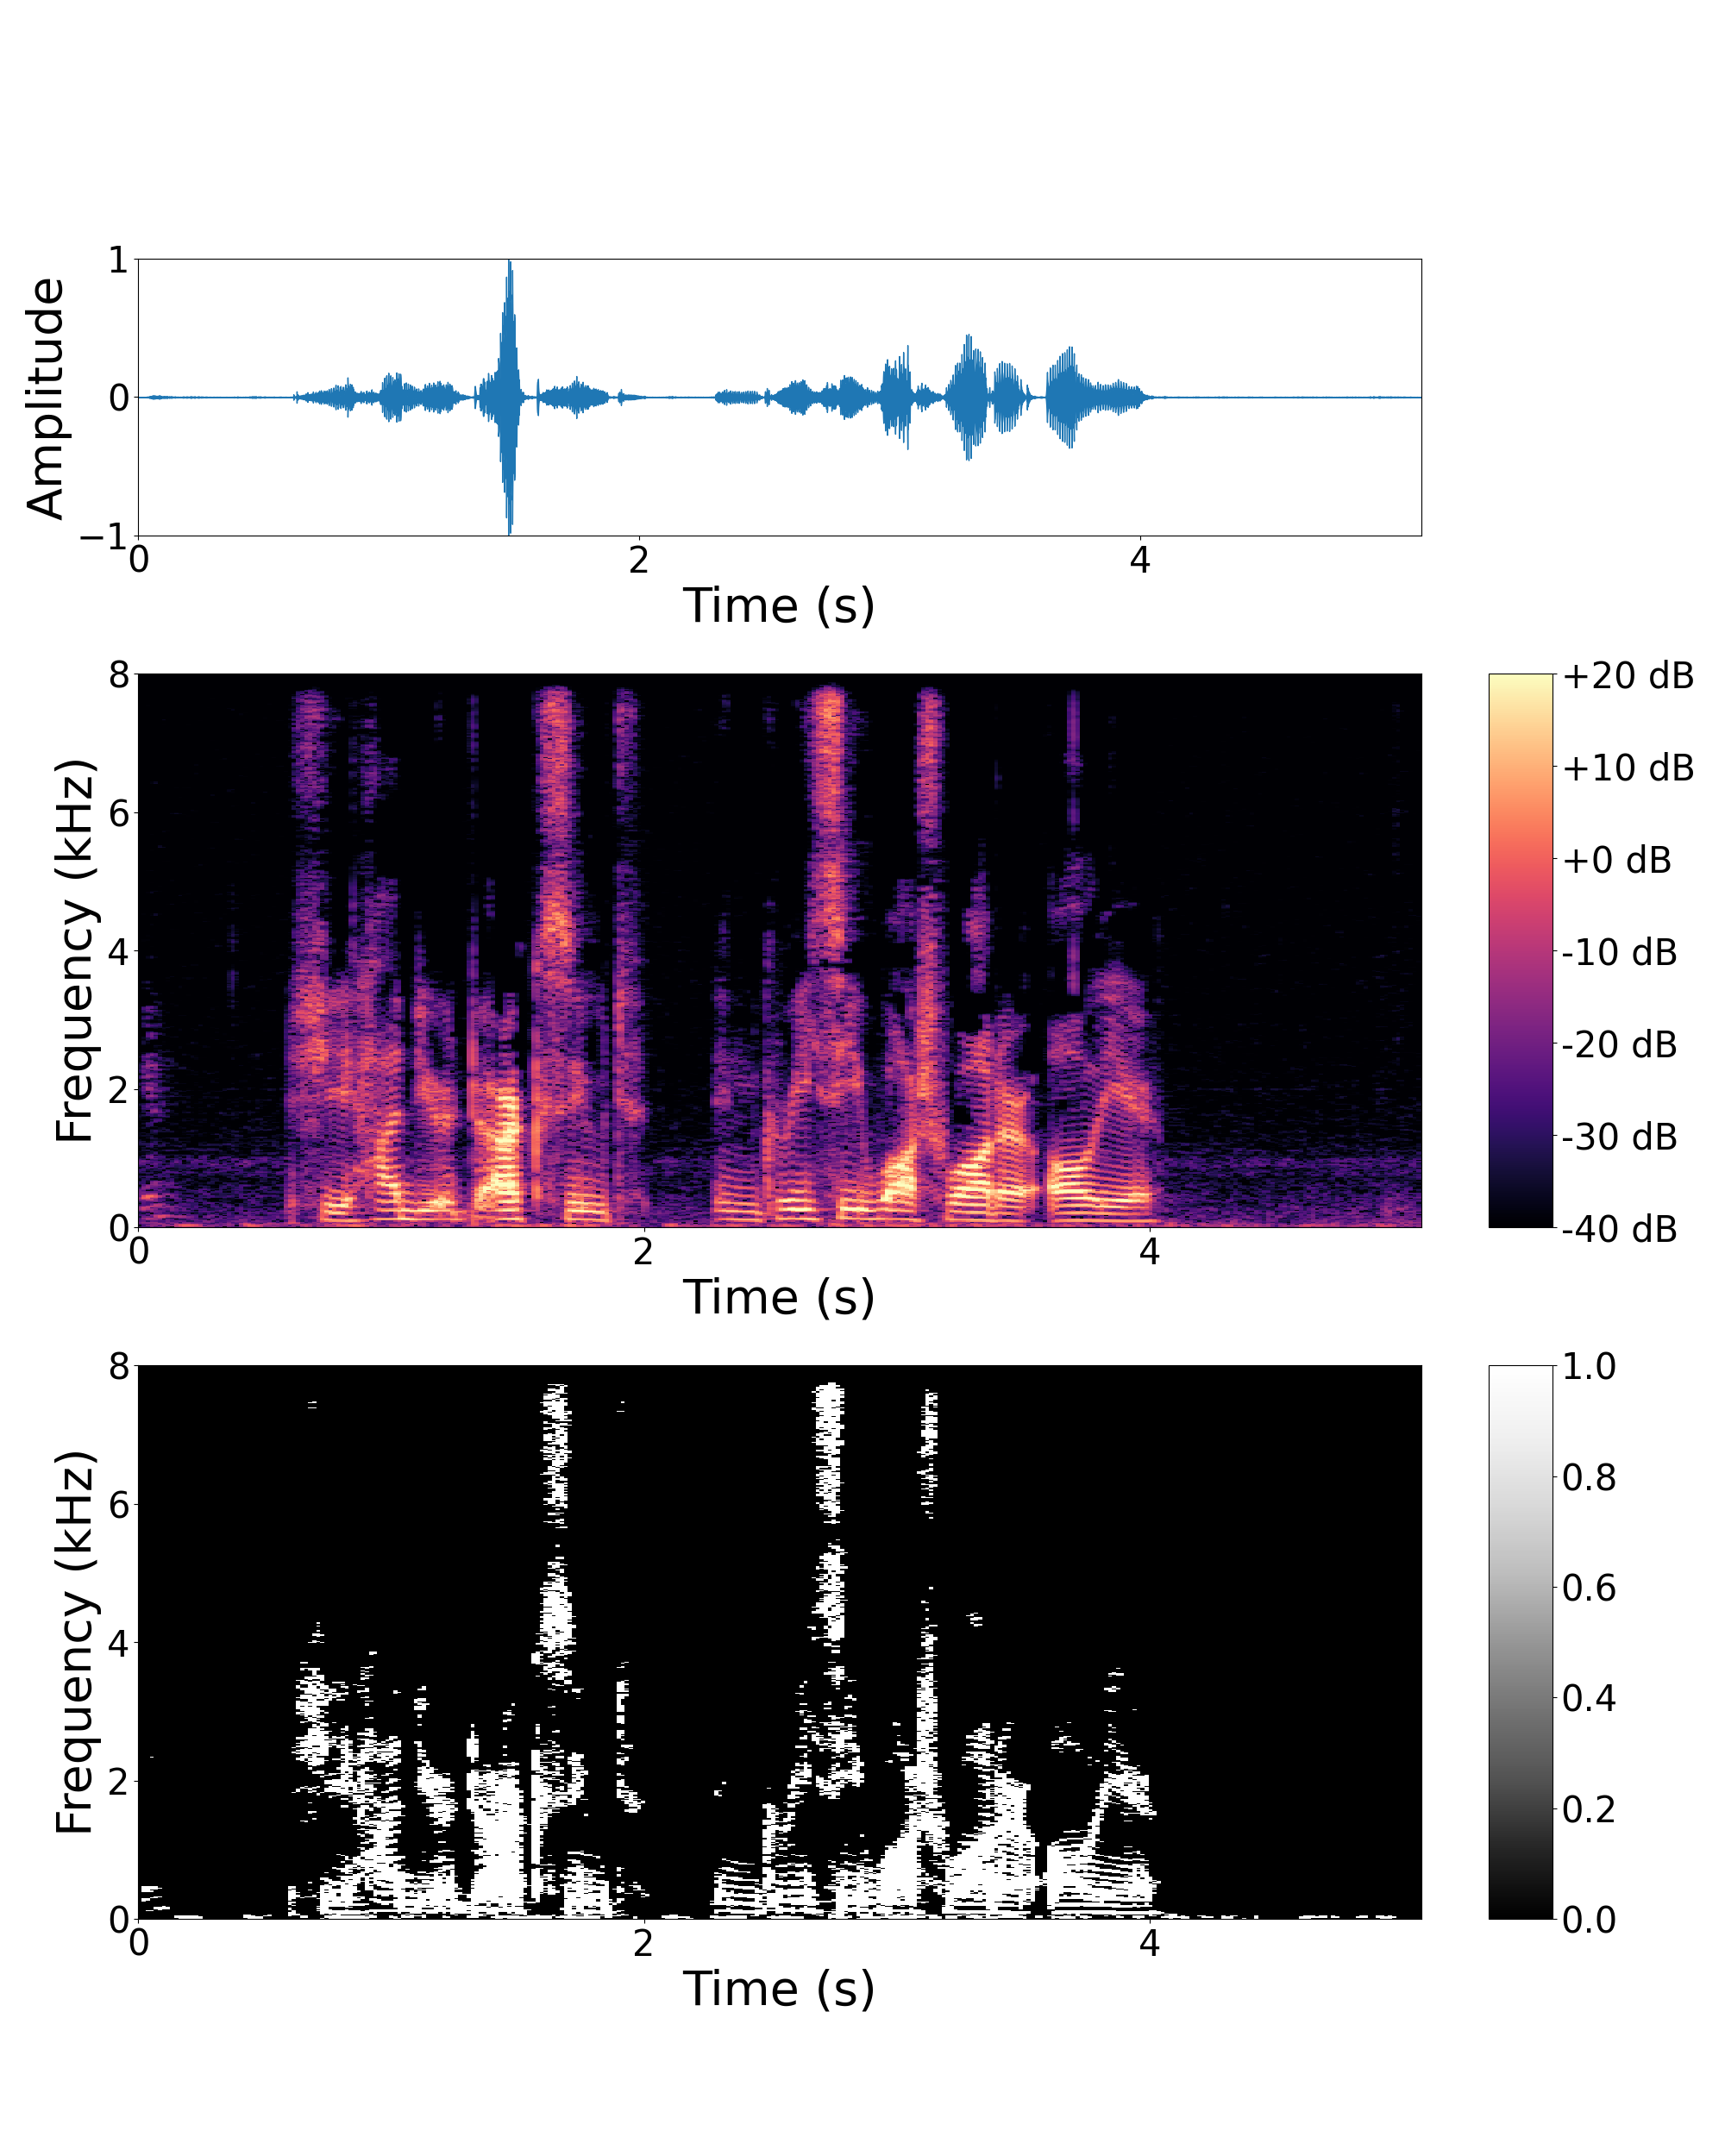 1
0
−1
Amplitude
0 2 4
Time (s)
8
6
4
2
0
Frequency (kHz)
0 2 4
Time (s)
+20 dB
+10 dB
+0 dB
-10 dB
-20 dB
-30 dB
-40 dB
8
6
4
2
0
Frequency (kHz)
0 2 4
Time (s)
1.0
0.8
0.6
0.4
0.2
0.0